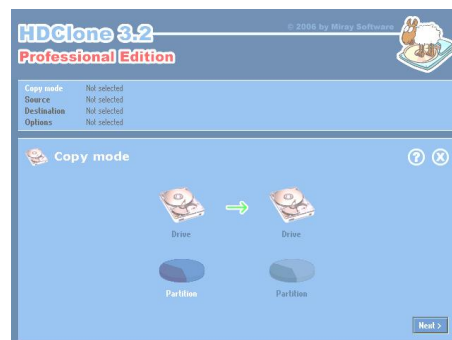 HDClone 3.2
© 2006 by Miray Software
Professional Edition
Copy mode Not selected
Source Not selected
Destination Not selected
Options Not selected
Copy mode
? X
Drive Drive
Partition Partition
Next >